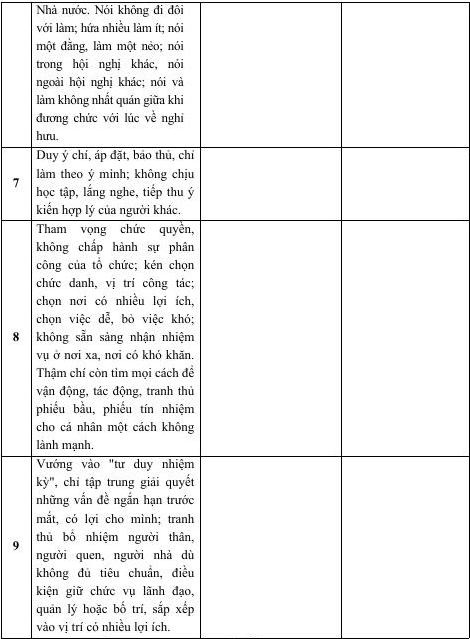 Nhà nước. Nói không đi đôi
với làm; hứa nhiều làm ít; nói
một đằng, làm một nẻo; nói
trong hội nghị khác, nói
ngoài hội nghị khác; nói và
làm không nhất quán giữa khi
đương chức với lúc về nghỉ
hưu.
7
Duy ý chí, áp đặt, bảo thủ, chỉ
làm theo ý mình; không chịu
học tập, lắng nghe, tiếp thu ý
kiến hợp lý của người khác.
8
Tham vọng chức quyền,
không chấp hành sự phân
công của tổ chức; kén chọn
chức danh, vị trí công tác;
chọn nơi có nhiều lợi ích,
chọn việc dễ, bỏ việc khó;
không sẵn sàng nhận nhiệm
vụ ở nơi xa, nơi có khó khăn.
Thậm chí còn tìm mọi cách để
vận động, tác động, tranh thủ
phiếu bầu, phiếu tín nhiệm
cho cá nhân một cách không
lành mạnh.
9
Vướng vào "tư duy nhiệm
kỳ", chỉ tập trung giải quyết
những vấn đề ngắn hạn trước
mắt, có lợi cho mình; tranh
thủ bổ nhiệm người thân,
người quen, người nhà dù
không đủ tiêu chuẩn, điều
kiện giữ chức vụ lãnh đạo,
quản lý hoặc bố trí, sắp xếp
vào vị trí có nhiều lợi ích.